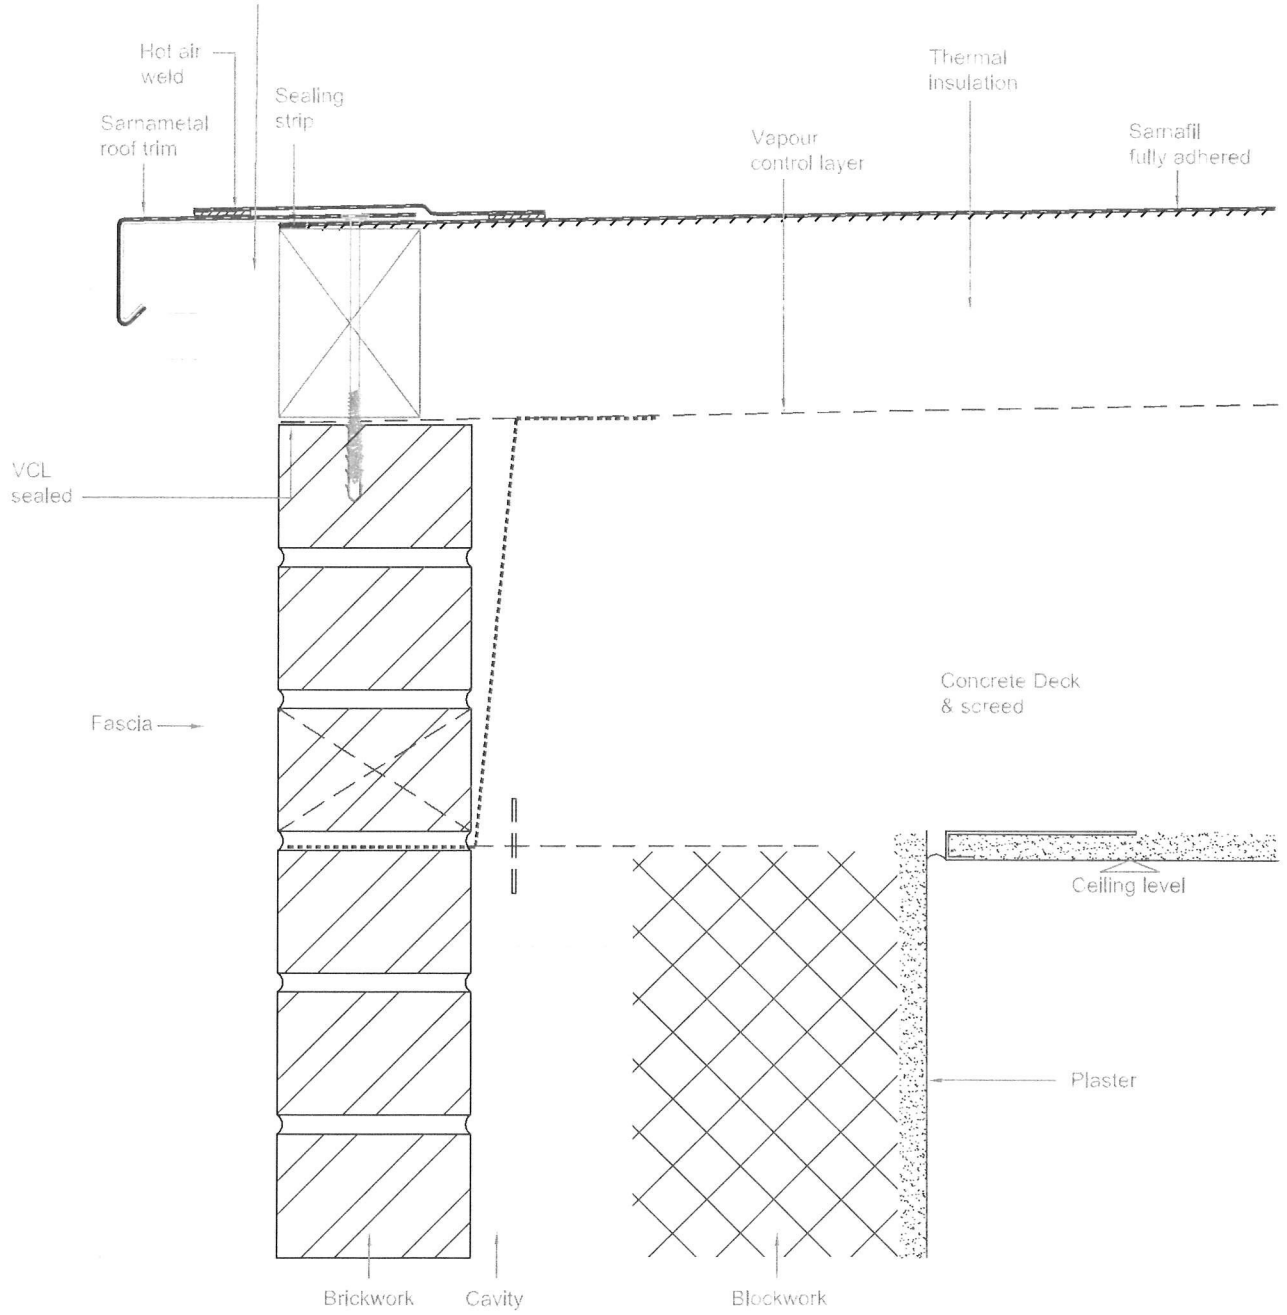 Hot air
weld
Sealing
strip
Sarnametal
roof trim
Thermal
insulation
Vapour
control layer
Sarnafil
fully adhered
VCL
sealed
Concrete Deck
& screed
Fascia
Ceiling level
Plaster
Brickwork
Cavity
Blockwork